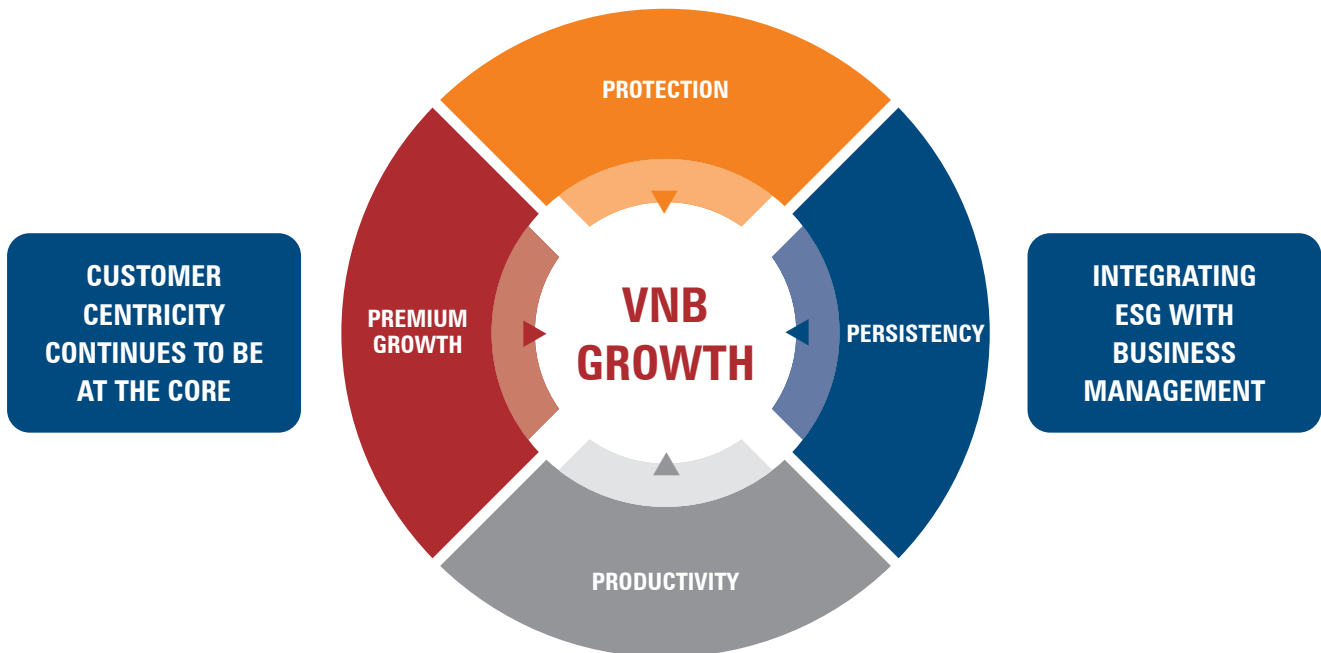 PROTECTION
CUSTOMER
CENTRICITY
CONTINUES TO BE
AT THE CORE
PREMIUM
GROWTH
VNB
GROWTH
PERSISTENCY
INTEGRATING
ESG WITH
BUSINESS
MANAGEMENT
PRODUCTIVITY